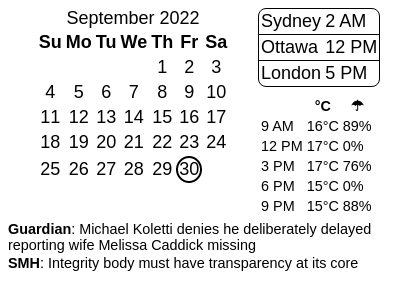 September 2022
Su Mo Tu We Th Fr Sa
1 2 3
4 5 6 7 8 9 10
11 12 13 14 15 16 17
18 19 20 21 22 23 24
25 26 27 28 29 30
Sydney 2 AM
Ottawa 12 PM
London 5 PM
°C ☂
9 AM 16°C 89%
12 PM 17°C 0%
3 PM 17°C 76%
6 PM 15°C 0%
9 PM 15°C 88%
Guardian: Michael Koletti denies he deliberately delayed
reporting wife Melissa Caddick missing
SMH: Integrity body must have transparency at its core